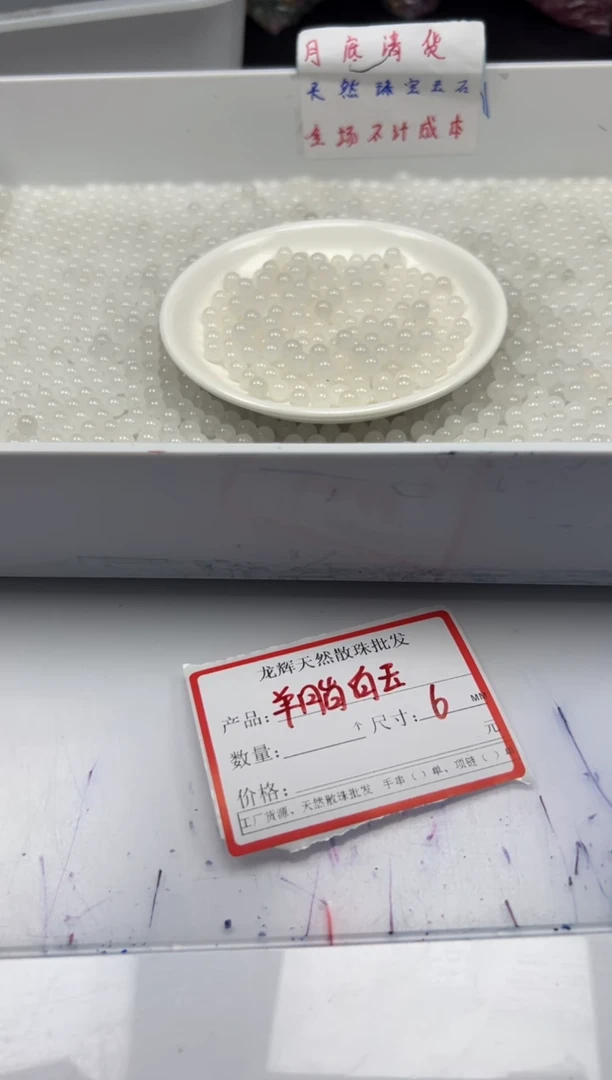 月底清货
天然珠宝玉石
全场不计成本
龙辉天然散珠批发
产品: 羊脂白玉
数量: 个 尺寸: 6 MM
价格: 元
工厂货源、天然散珠批发 手串（ ）单、项链（ ）单